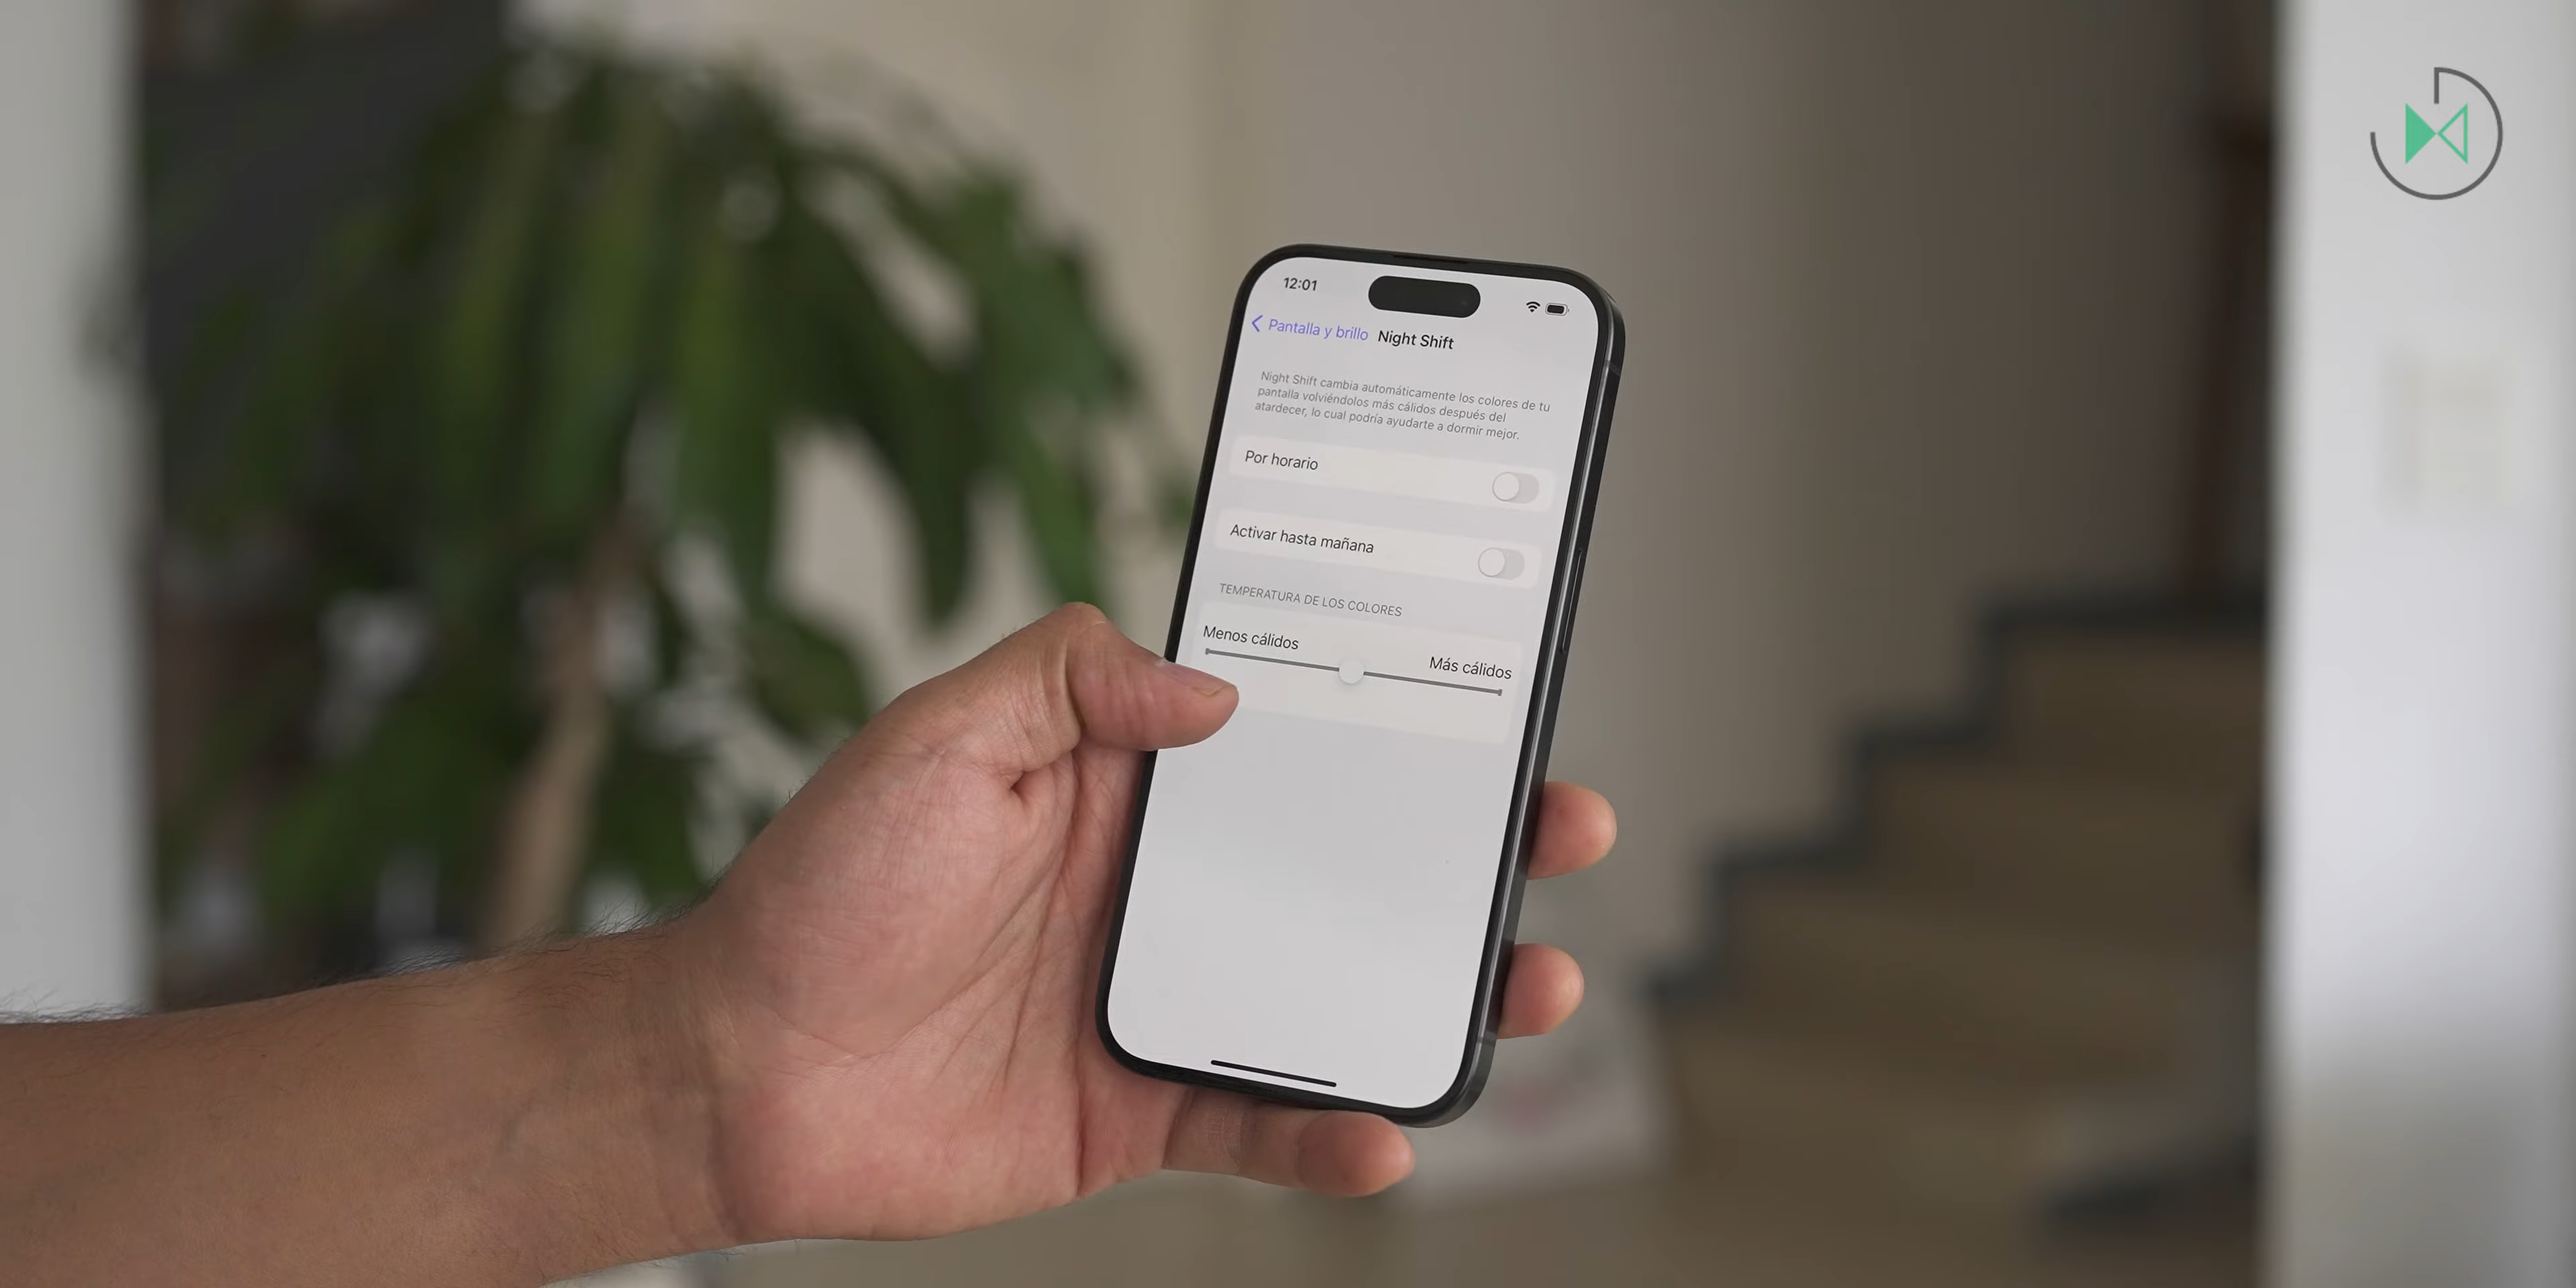 12:01
Pantalla y brillo
Night Shift
Night Shift cambia automáticamente los colores de tu
pantalla volviéndolos más cálidos después del
atardecer, lo cual podría ayudarte a dormir mejor.
Por horario
Activar hasta mañana
TEMPERATURA DE LOS COLORES
Menos cálidos
Más cálidos